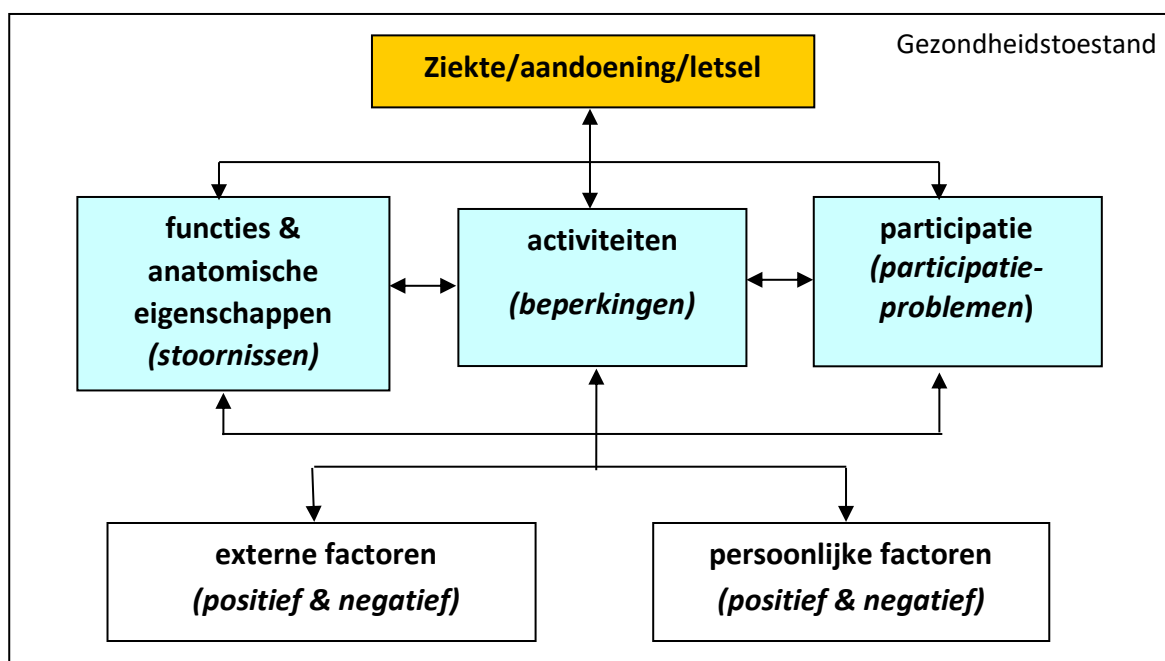 Gezondheidstoestand
Ziekte/aandoening/letsel
functies &
anatomische
eigenschappen
(stoornissen)
activiteiten
(beperkingen)
participatie
(participatie-
problemen)
externe factoren
(positief & negatief)
persoonlijke factoren
(positief & negatief)